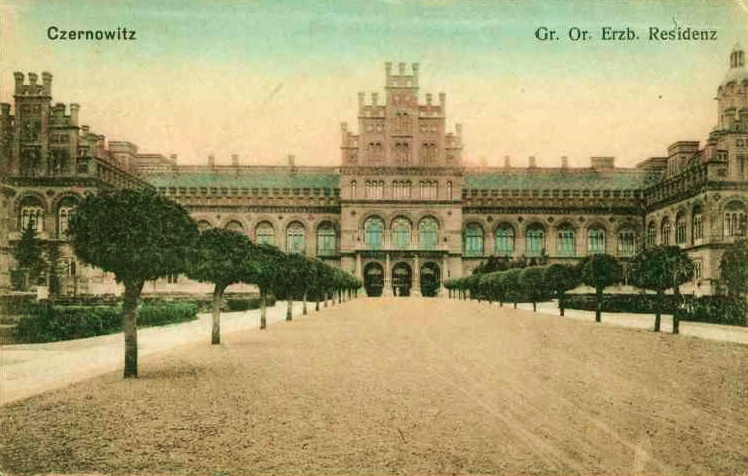 Czernowitz
Gr. Or. Erzb. Residenz